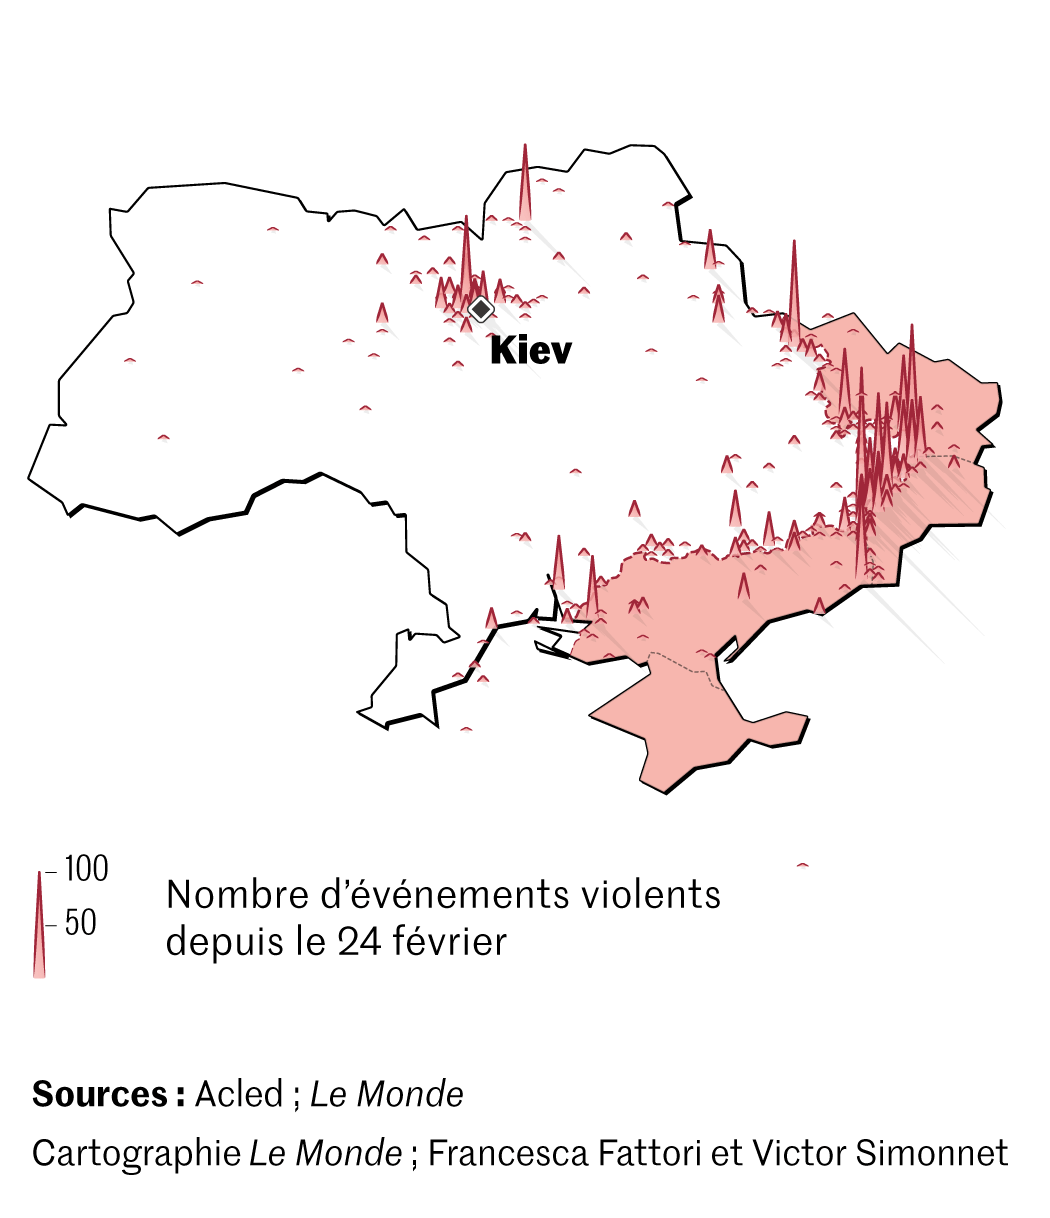 Kiev
100
50
Nombre d’événements violents
depuis le 24 février
Sources : Acled ; Le Monde
Cartographie Le Monde ; Francesca Fattori et Victor Simonnet